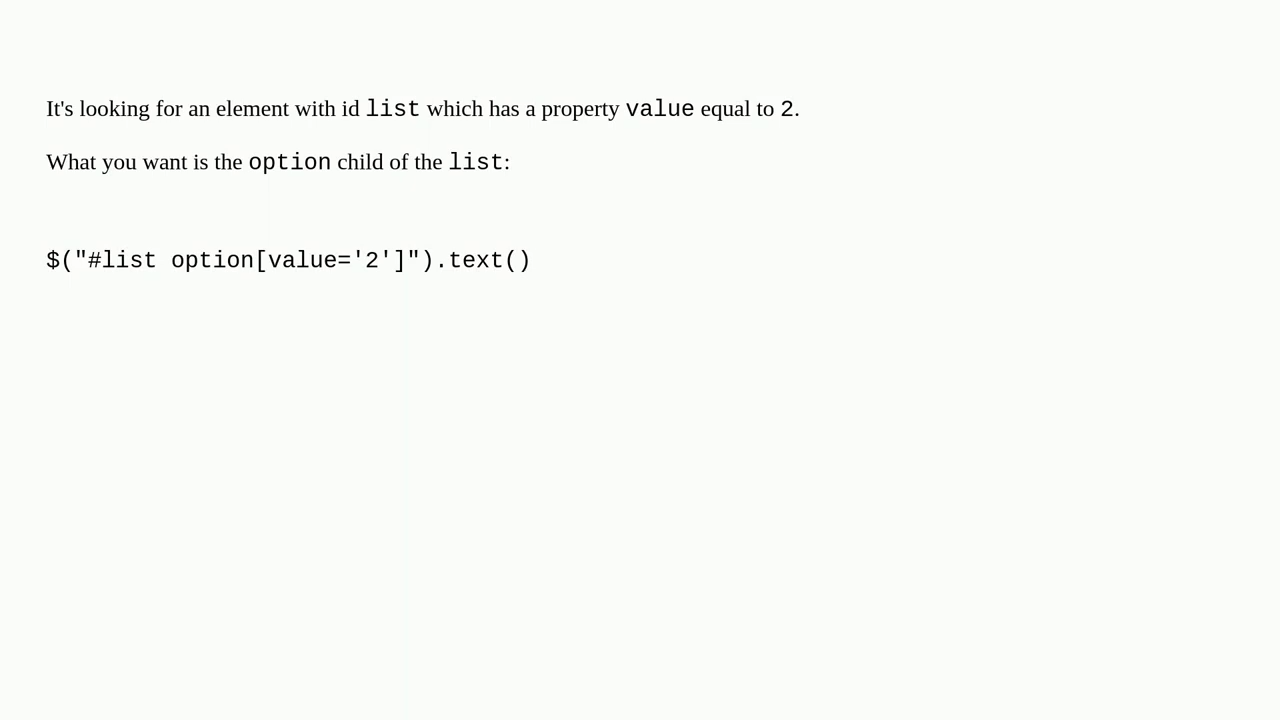 It's looking for an element with id list which has a property value equal to 2.
What you want is the option child of the list:
$("#list option[value='2']").text()